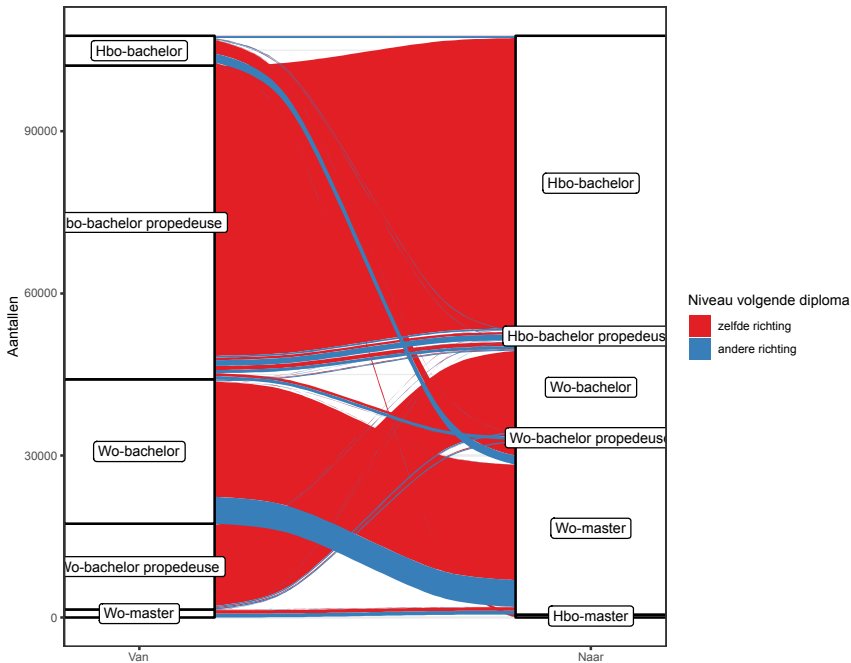 Hbo-bachelor
bo-bachelor propedeuse
Wo-bachelor
Wo-bachelor propedeuse
Wo-master
Hbo-bachelor
Hbo-bachelor propedeus
Wo-bachelor
Wo-bachelor propedeuse
Wo-master
Hbo-master
90000
60000
30000
0
Aantallen
Van
Naar
Niveau volgende diploma
zelfde richting
andere richting